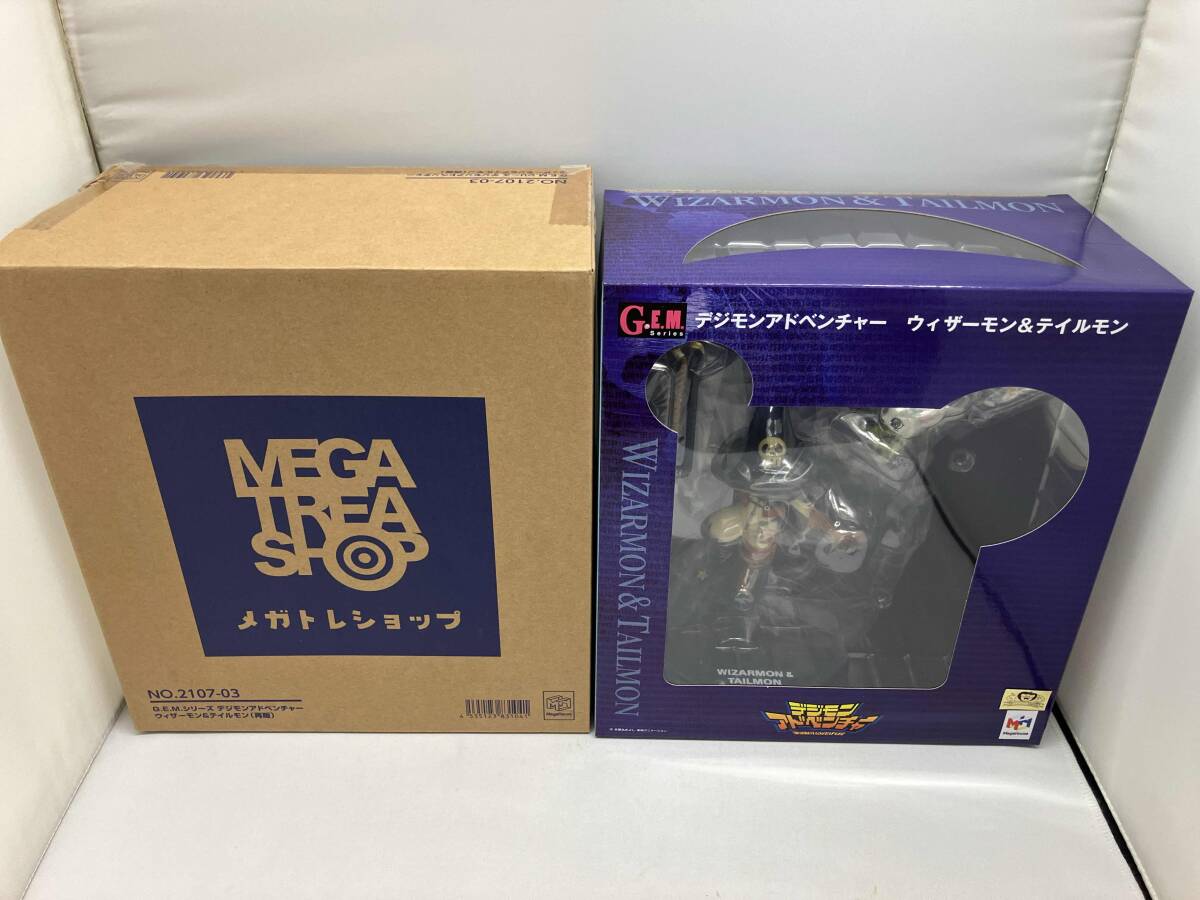 NO.2107-03
MEGA
TREA
SHOP
メガトレショップ
NO.2107-03
G.E.M.シリーズ デジモンアドベンチャー
ウィザーモン&テイルモン(再販)
4 535123 831041
MegaHouse
WIZARMON & TAILMON
G.E.M.
Series
デジモンアドベンチャー ウィザーモン&テイルモン
WIZARMON & TAILMON
WIZARMON &
TAILMON
デジモン
アドベンチャー
MegaHouse